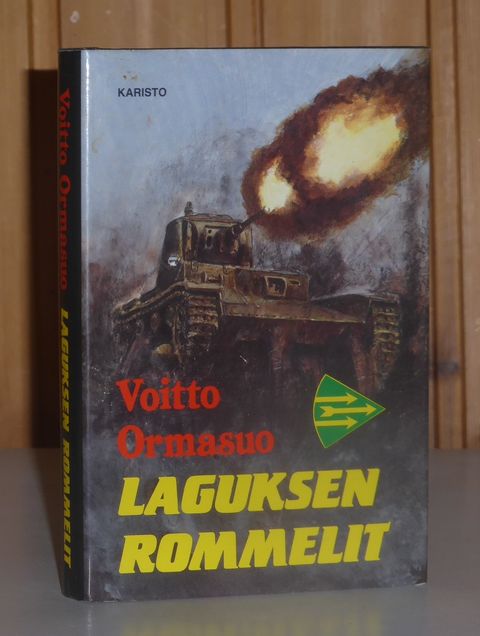 KARISTO
Voitto
Ormasuo
LAGUKSEN
ROMMELIT
Voitto Ormasuo LAGUKSEN ROMMELIT